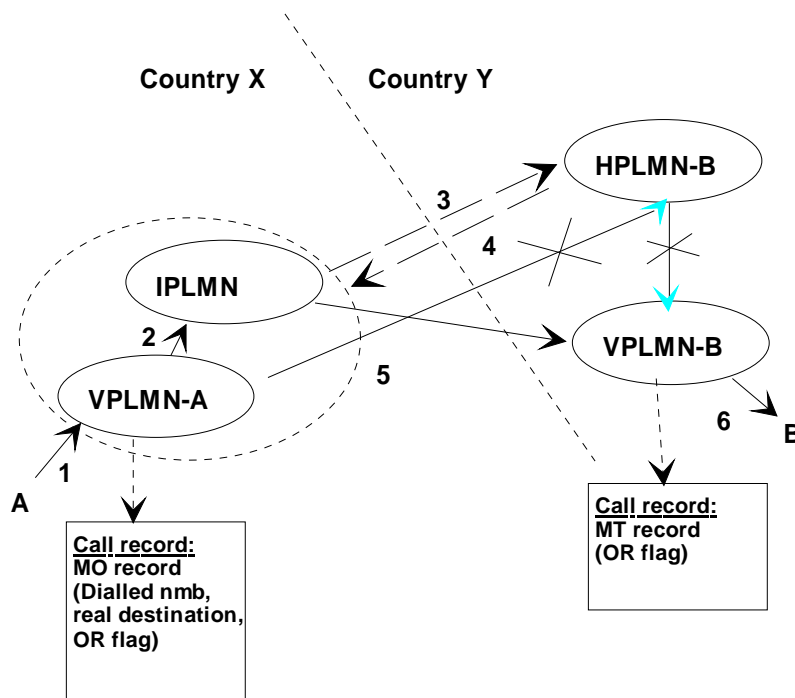 Country X
Country Y
HPLMN-B
3
4
IPLMN
2
VPLMN-B
5
VPLMN-A
6
B
1
A
Call record:
MO record
(Dialled nmb,
real destination,
OR flag)
Call record:
MT record
(OR flag)